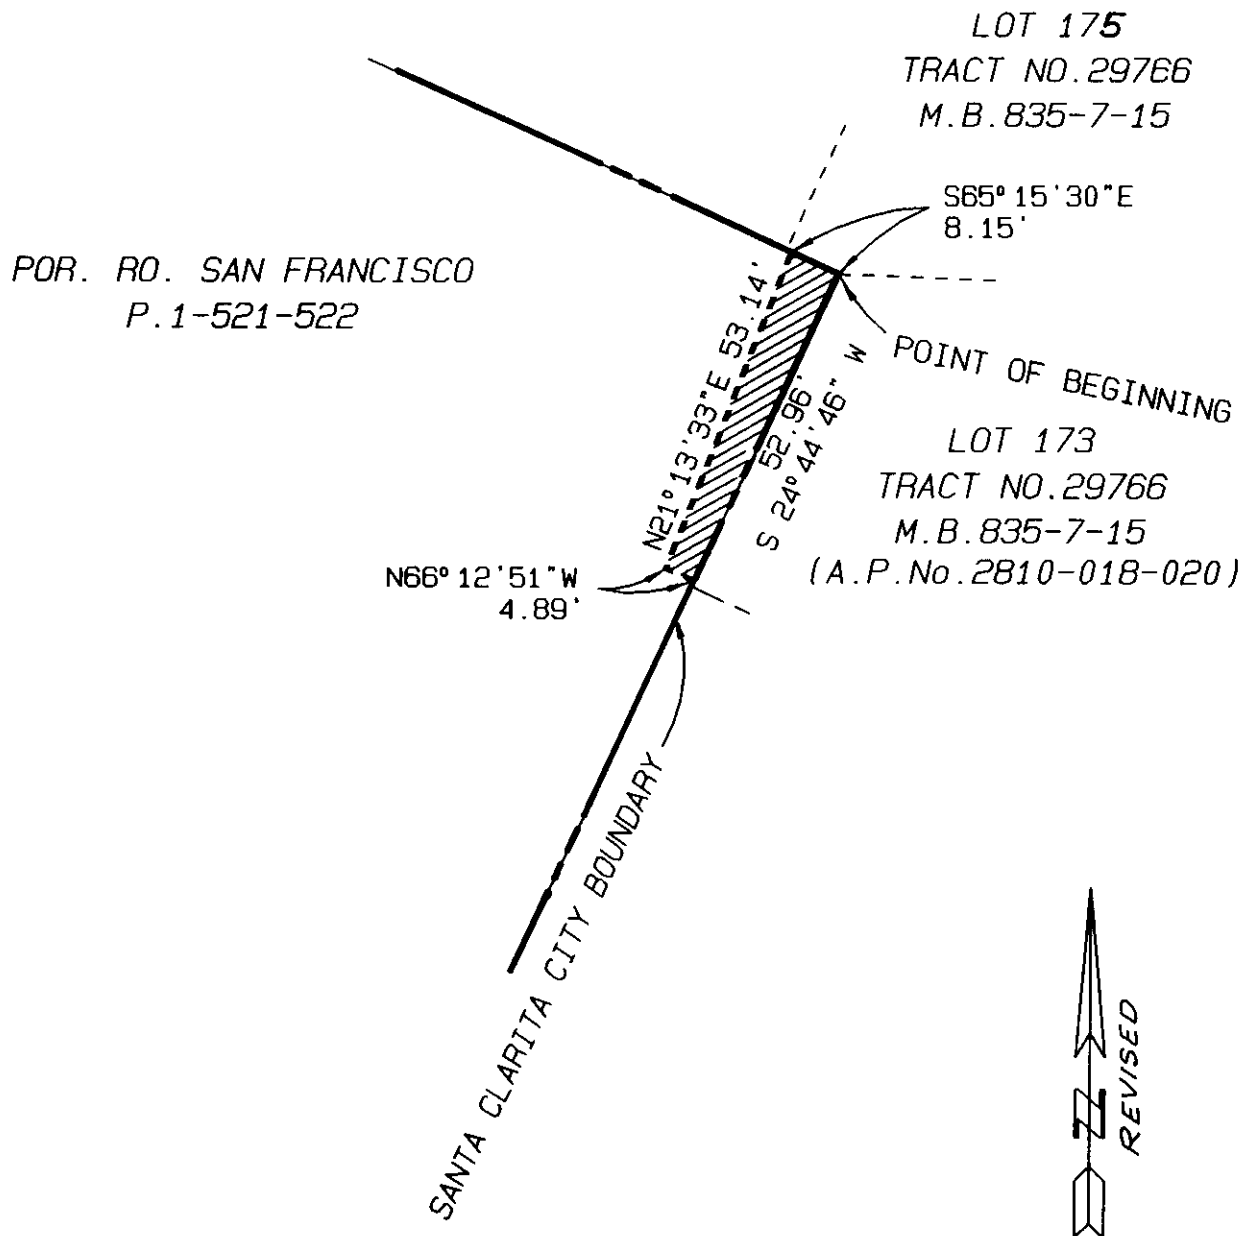 LOT 175
TRACT NO.29766
M.B.835-7-15
S65°15'30"E
8.15'
POR. RO. SAN FRANCISCO
P.1-521-522
N21°13'33"E 53.14'
52.96'
S 24°44'46" W
POINT OF BEGINNING
LOT 173
TRACT NO.29766
M.B.835-7-15
(A.P.No.2810-018-020)
N66°12'51"W
4.89'
SANTA CLARITA CITY BOUNDARY
N
REVISED